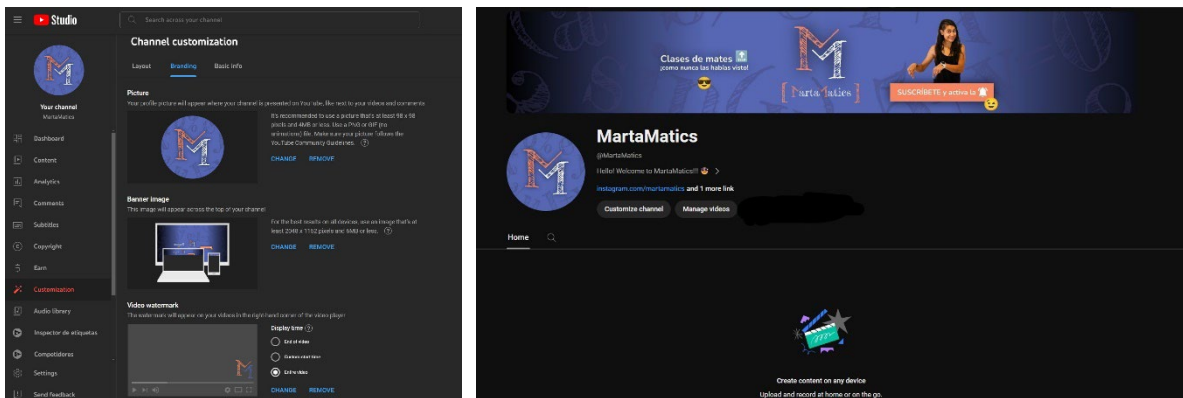 Studio
Search across your channel
M
Your channel
MartaMatics
Dashboard
Content
Analytics
Comments
Subtitles
Copyright
Earn
Customization
Audio library
Inspector de etiquetas
Competidores
Settings
Send feedback
Channel customization
Layout Branding Basic info
Picture
Your profile picture will appear where your channel is presented on YouTube, like next to your videos and comments
M
It's recommended to use a picture that's at least 98 x 98
pixels and 4MB or less. Use a PNG or GIF (no
animations) file. Make sure your picture follows the
YouTube Community Guidelines.
CHANGE REMOVE
Banner image
This image will appear across the top of your channel
For the best results on all devices, use an image that's at
least 2048 x 1152 pixels and 6MB or less.
CHANGE REMOVE
Video watermark
The watermark will appear on your videos in the right-hand corner of the video player
Display time
End of video
Custom start time
Entire video
M
CHANGE REMOVE
Clases de mates
¡como nunca las habías visto!
M
[MartaMatics]
SUSCRÍBETE y activa la
M
MartaMatics
@MartaMatics
Hello! Welcome to MartaMatics!!! >
instagram.com/martamatics and 1 more link
Customize channel Manage videos
Home
Create content on any device
Upload and record at home or on the go.